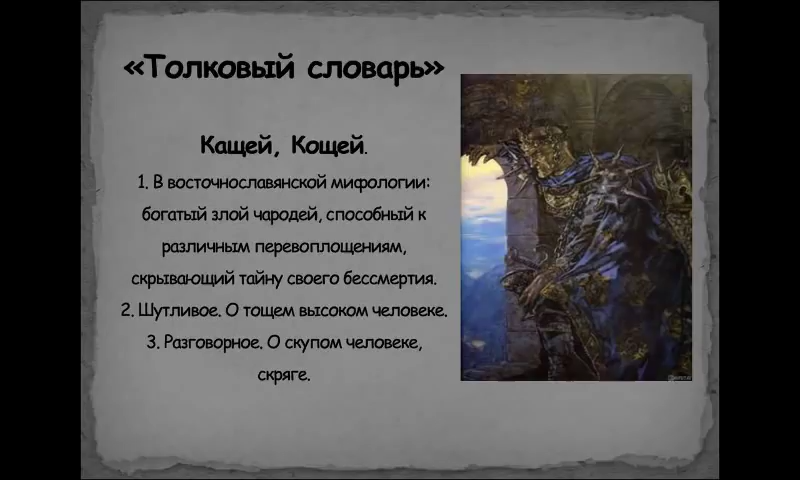 «Толковый словарь»
Кащей, Кощей.
1. В восточнославянской мифологии:
богатый злой чародей, способный к
различным перевоплощениям,
скрывающий тайну своего бессмертия.
2. Шутливое. О тощем высоком человеке.
3. Разговорное. О скупом человеке,
скряге.